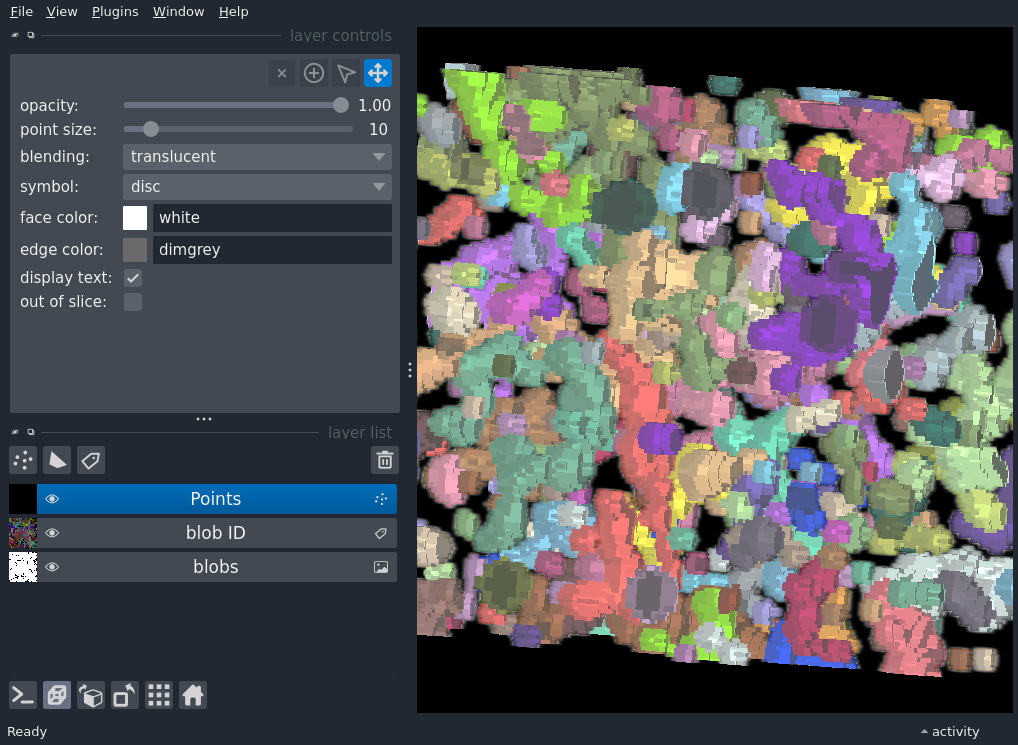 File View Plugins Window Help
layer controls
opacity: 1.00
point size: 10
blending: translucent
symbol: disc
face color: white
edge color: dimgrey
display text:
out of slice:
layer list
Points
blob ID
blobs
Ready activity